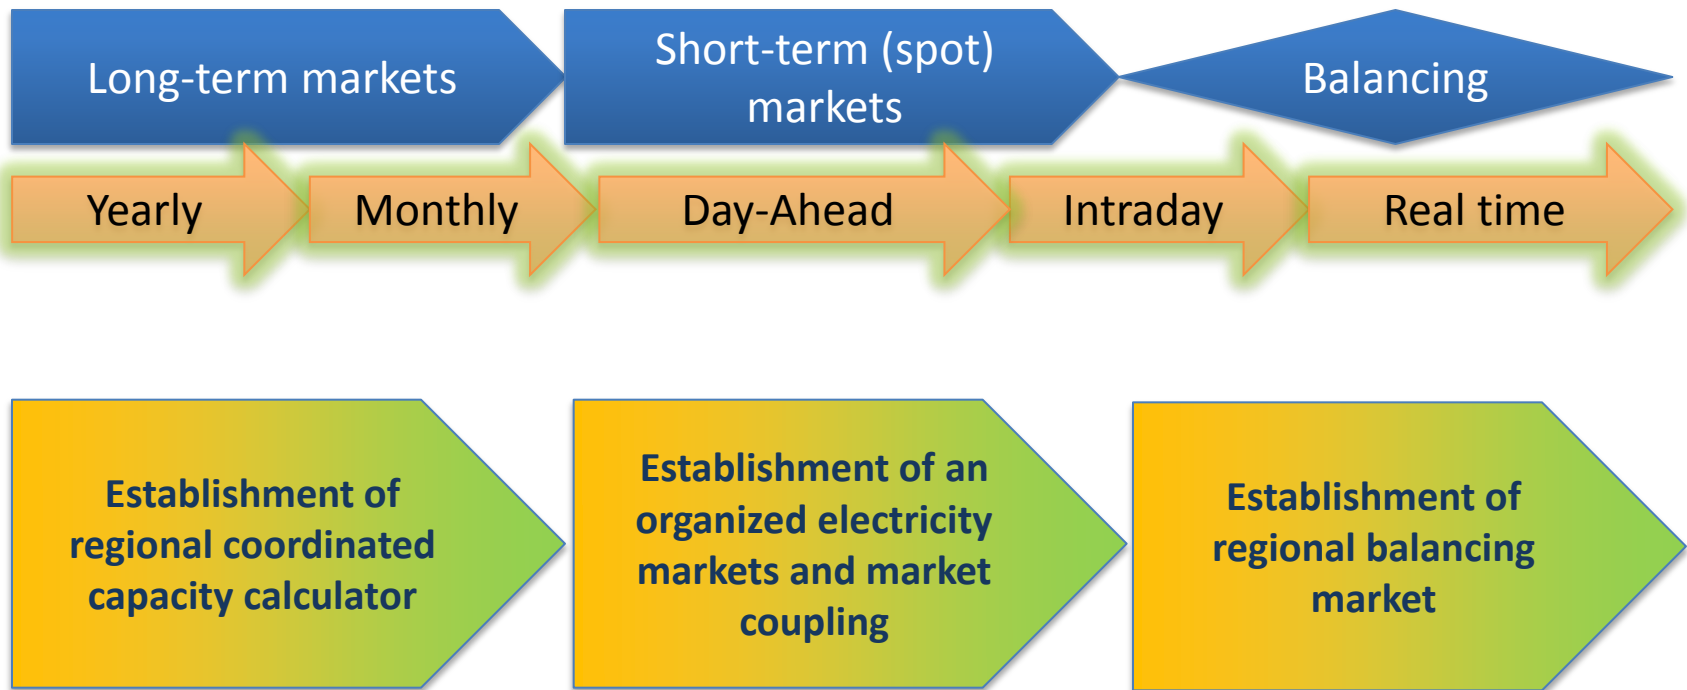 Long-term markets
Short-term (spot)
markets
Balancing
Yearly
Monthly
Day-Ahead
Intraday
Real time
Establishment of
regional coordinated
capacity calculator
Establishment of an
organized electricity
markets and market
coupling
Establishment of
regional balancing
market